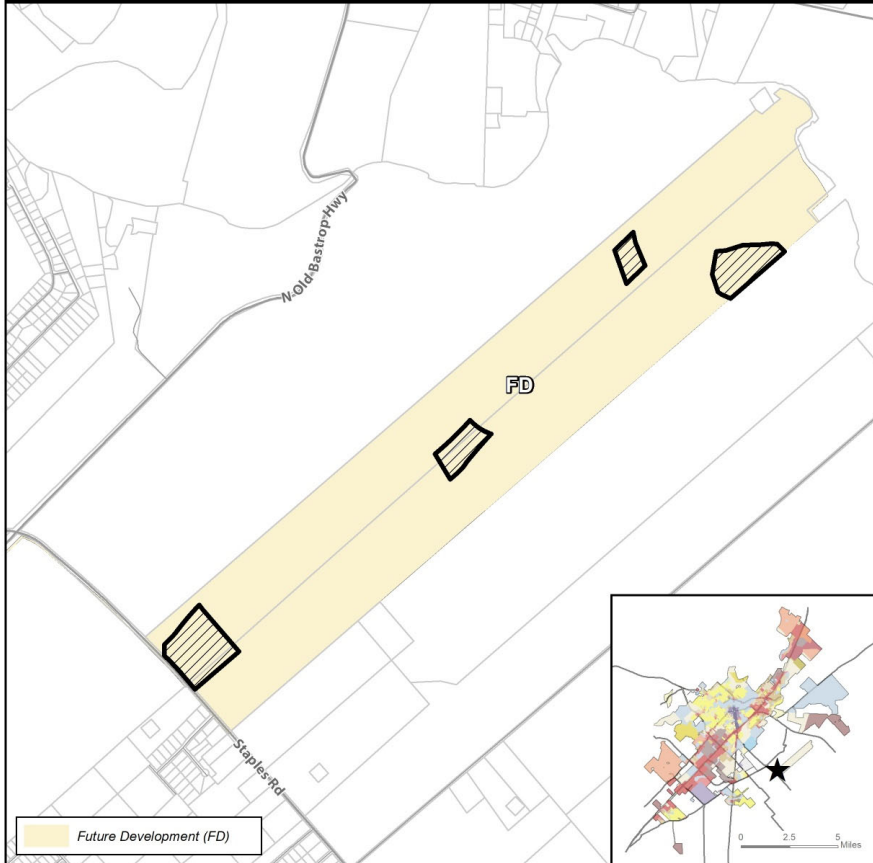 N Old Bastrop Hwy
FD
Staples Rd
Future Development (FD)
0 2.5 5
Miles